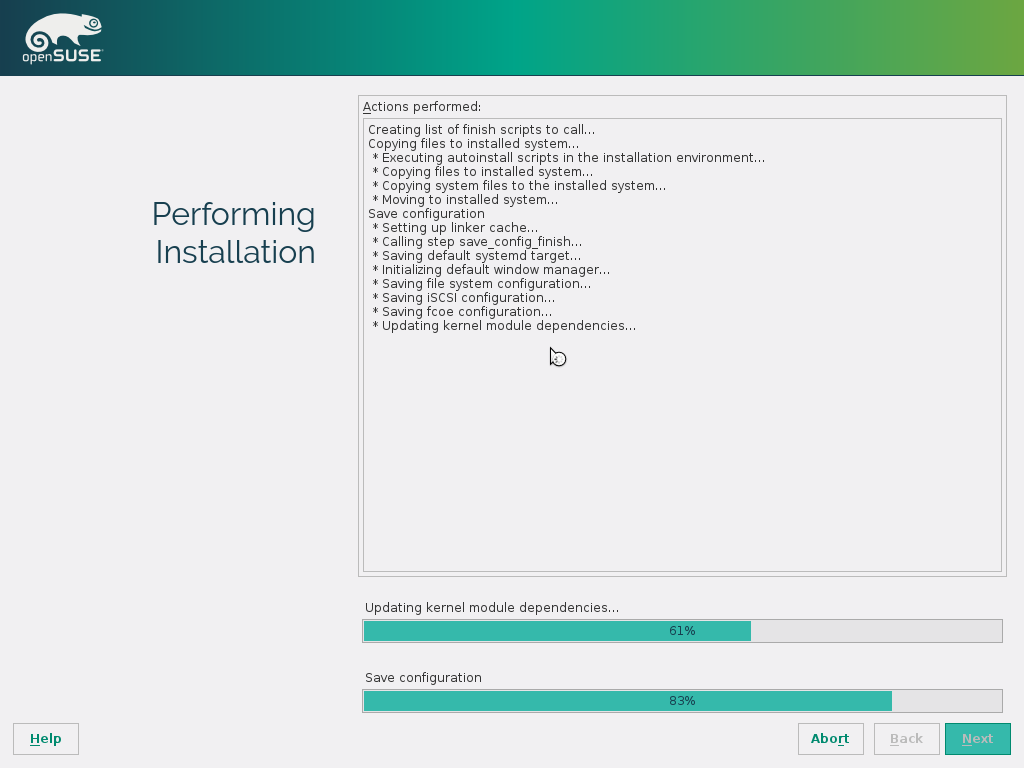 openSUSE
Performing
Installation
Actions performed:
Creating list of finish scripts to call...
Copying files to installed system...
* Executing autoinstall scripts in the installation environment...
* Copying files to installed system...
* Copying system files to the installed system...
* Moving to installed system...
Save configuration
* Setting up linker cache...
* Calling step save_config_finish...
* Saving default systemd target...
* Initializing default window manager...
* Saving file system configuration...
* Saving iSCSI configuration...
* Saving fcoe configuration...
* Updating kernel module dependencies...
Updating kernel module dependencies...
61%
Save configuration
83%
Help
Abort
Back
Next